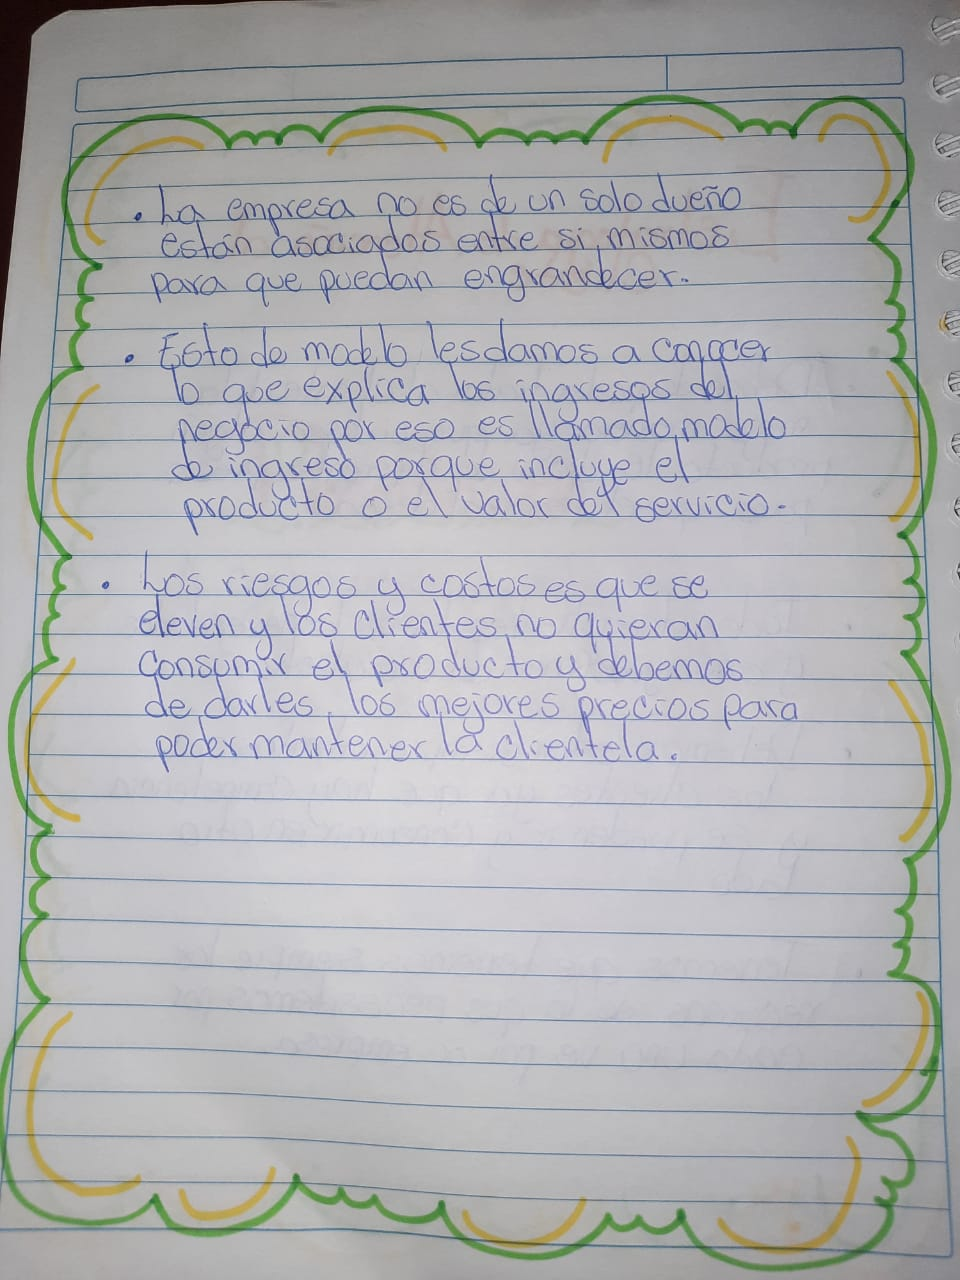 . La empresa no es de un solo dueño
están asociados entre si mismos
para que puedan engrandecer.
. Esto de modelo les damos a conocer
lo que explica los ingresos del
negocio por eso es llamado, modelo
de ingreso porque incluye el
producto o el valor del servicio.
. Los riesgos y costos es que se
eleven y los clientes, no quieran
consumir el producto y debemos
de darles, los mejores precios para
poder mantener la clientela.